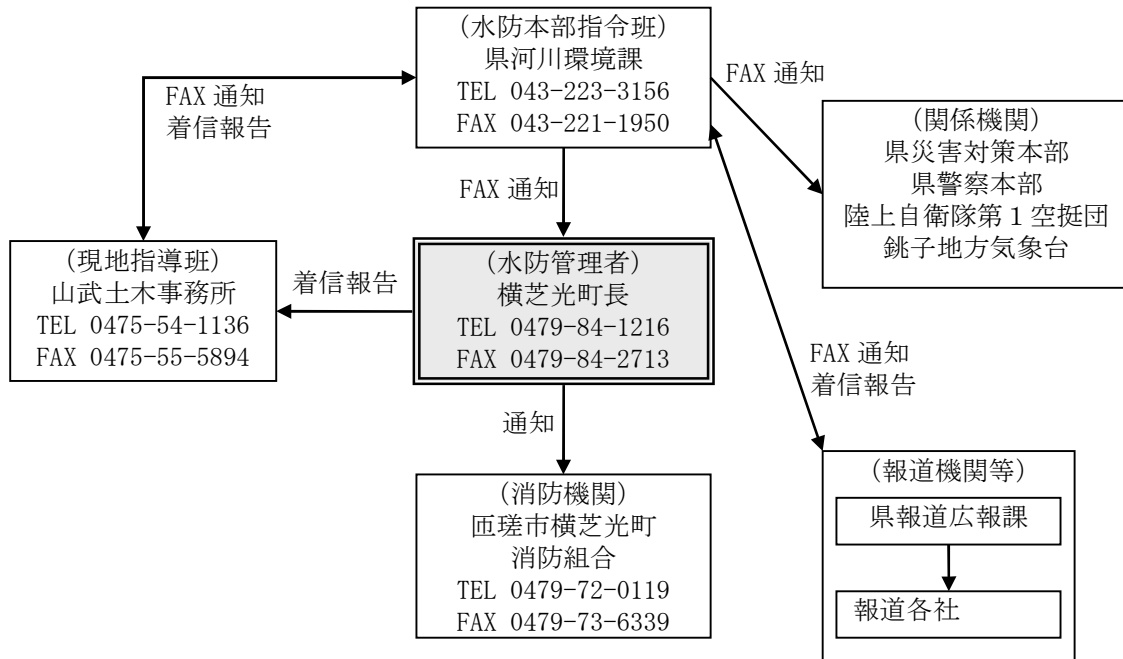 (水防本部指令班)
県河川環境課
TEL 043-223-3156
FAX 043-221-1950
FAX 通知
着信報告
FAX 通知
FAX 通知
(関係機関)
県災害対策本部
県警察本部
陸上自衛隊第１空挺団
銚子地方気象台
(現地指導班)
山武土木事務所
TEL 0475-54-1136
FAX 0475-55-5894
着信報告
(水防管理者)
横芝光町長
TEL 0479-84-1216
FAX 0479-84-2713
FAX 通知
着信報告
通知
(消防機関)
匝瑳市横芝光町
消防組合
TEL 0479-72-0119
FAX 0479-73-6339
(報道機関等)
県報道広報課
報道各社